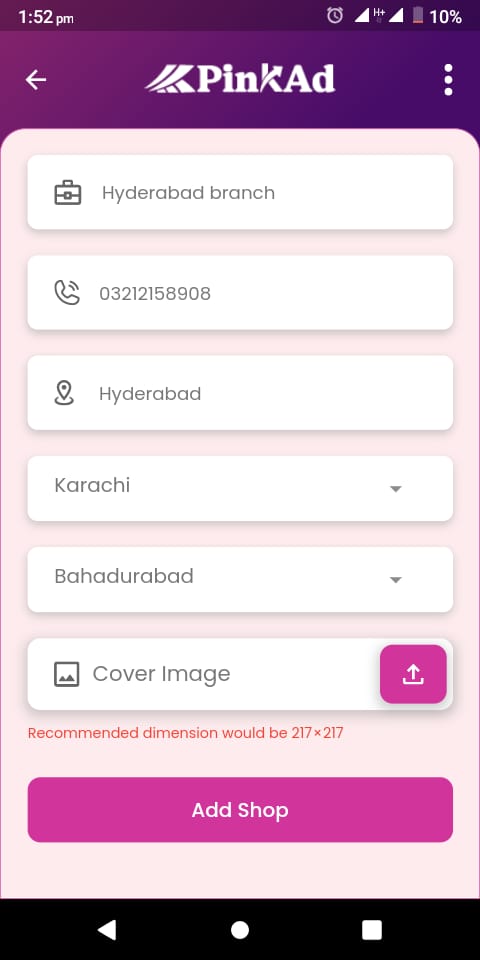 1:52 pm
H+
10%
PinkAd
Hyderabad branch
03212158908
Hyderabad
Karachi
Bahadurabad
Cover Image
Recommended dimension would be 217×217
Add Shop